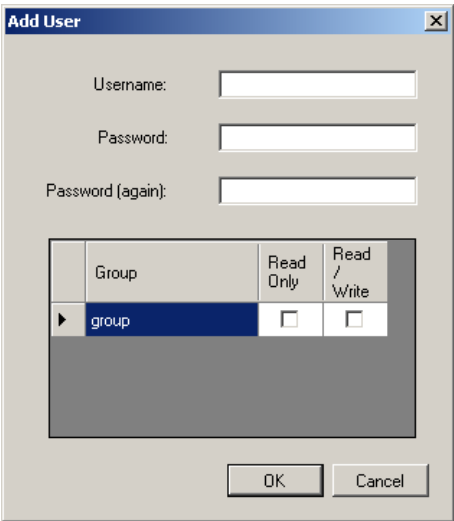 Add User
Username:
Password:
Password (again):
Group
Read
Only
Read
/
Write
group
OK
Cancel